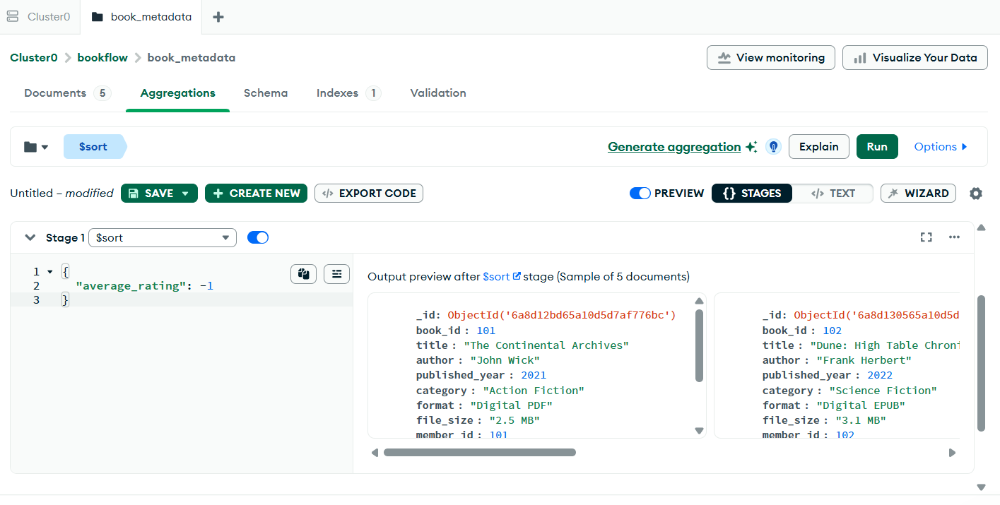 Cluster0
book_metadata
Cluster0 > bookflow > book_metadata
View monitoring
Visualize Your Data
Documents 5
Aggregations
Schema
Indexes 1
Validation
$sort
Generate aggregation
Explain
Run
Options
Untitled – modified
SAVE
+ CREATE NEW
</> EXPORT CODE
PREVIEW
{} STAGES
</> TEXT
WIZARD
Stage 1
$sort
1 {
2 "average_rating": -1
3 }
Output preview after $sort stage (Sample of 5 documents)
_id: ObjectId('6a8d12bd65a10d5d7af776bc')
book_id : 101
title : "The Continental Archives"
author : "John Wick"
published_year : 2021
category : "Action Fiction"
format : "Digital PDF"
file_size : "2.5 MB"
member_id : 101
_id: ObjectId('6a8d130565a10d5d
book_id : 102
title : "Dune: High Table Chroni
author : "Frank Herbert"
published_year : 2022
category : "Science Fiction"
format : "Digital EPUB"
file_size : "3.1 MB"
member_id : 102